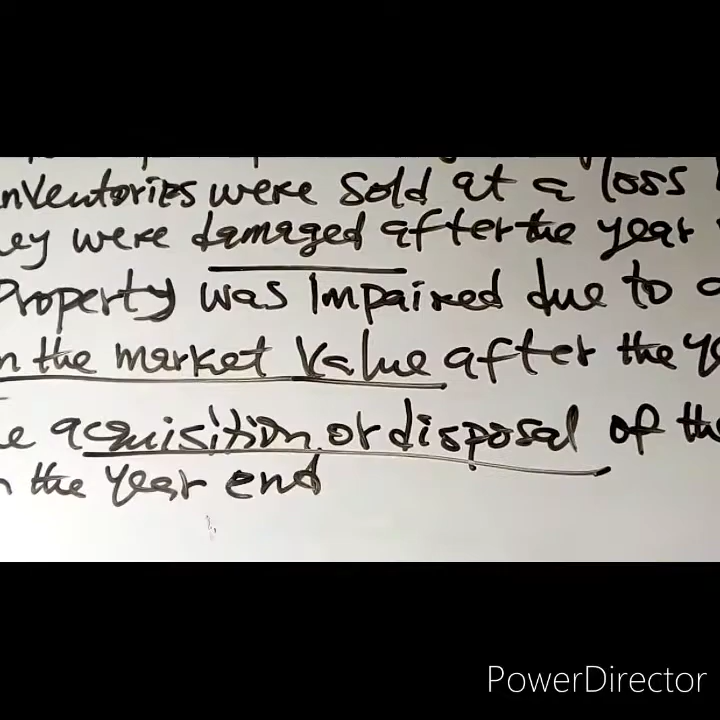 nventories were sold at a loss
ey were damaged after the year
Property was Impaired due to a
n the market Value after the ye
e acquisition or disposal of the
n the year end
PowerDirector